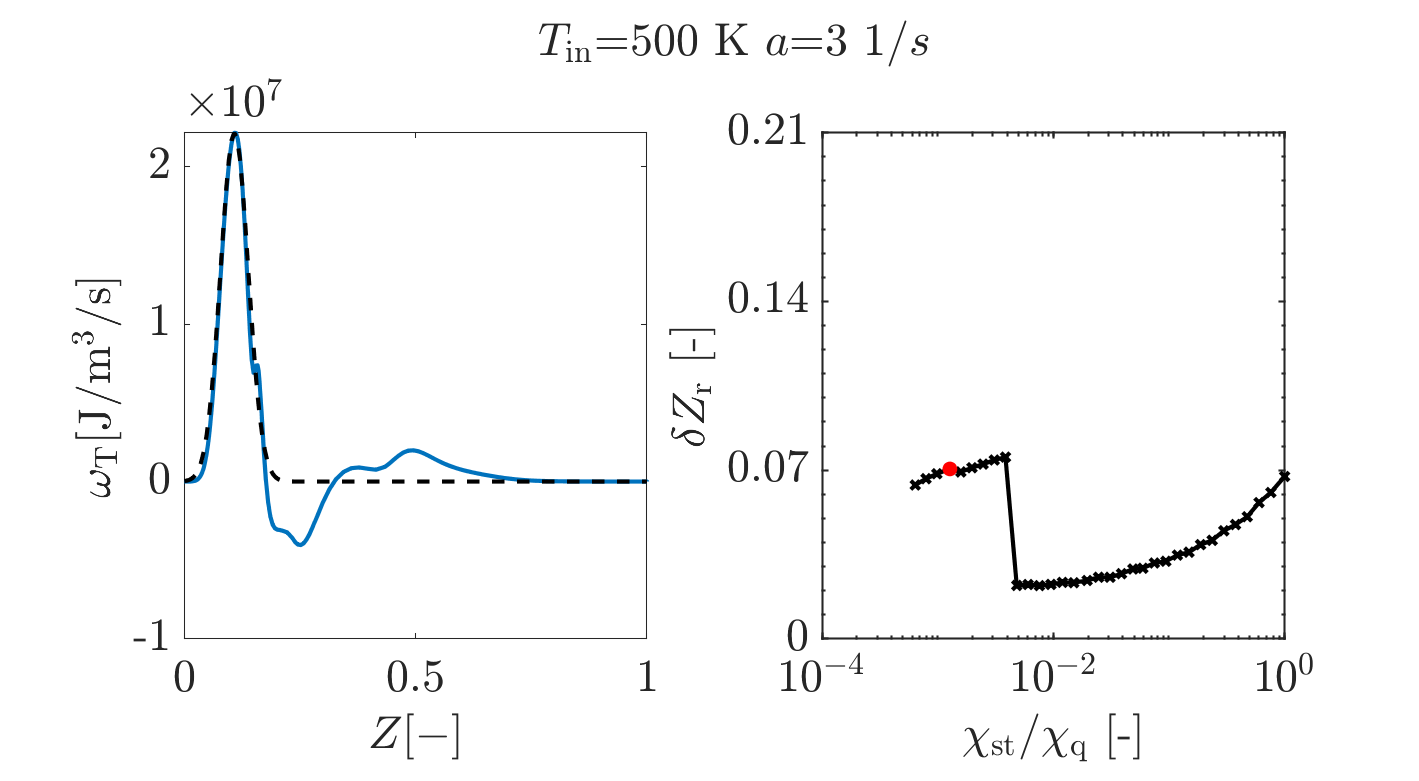 T_in=500 K a=3 1/s
×10^7
2
1
0
-1
0 0.5 1
Z[−]
ω_T[J/m^3/s]
0.21
0.14
0.07
0
10^−4 10^−2 10^0
χ_st/χ_q [-]
δZ_r [-]